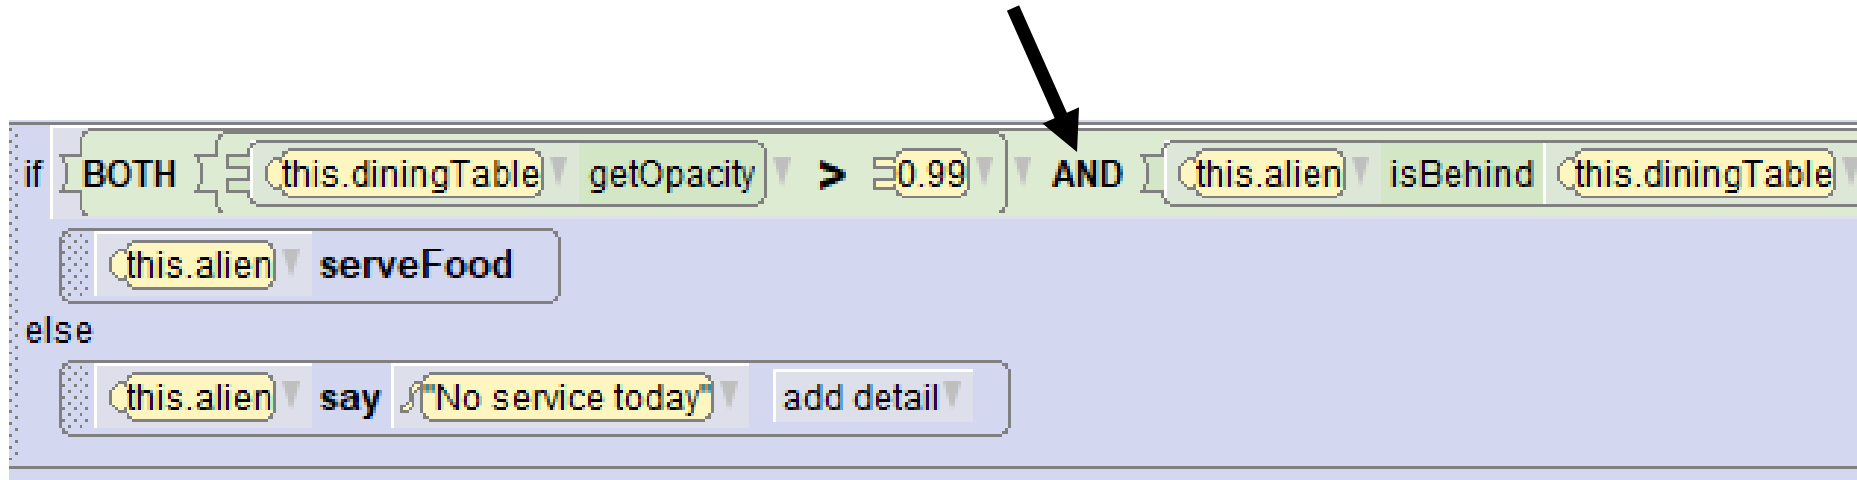 if BOTH this.diningTable getOpacity > 0.99 AND this.alien isBehind this.diningTable
this.alien serveFood
else
this.alien say "No service today" add detail